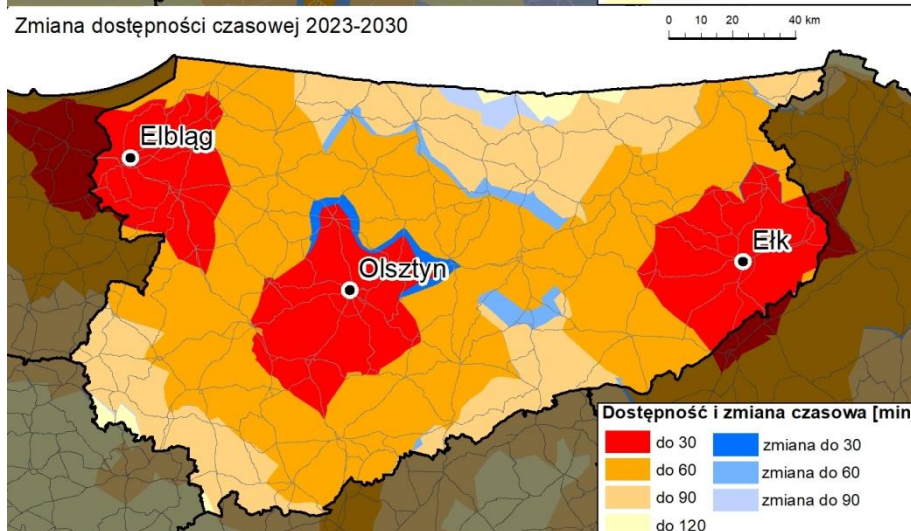 Zmiana dostępności czasowej 2023-2030
0 10 20 40 km
Elbląg
Olsztyn
Ełk
Dostępność i zmiana czasowa [min
do 30
zmiana do 30
do 60
zmiana do 60
do 90
zmiana do 90
do 120